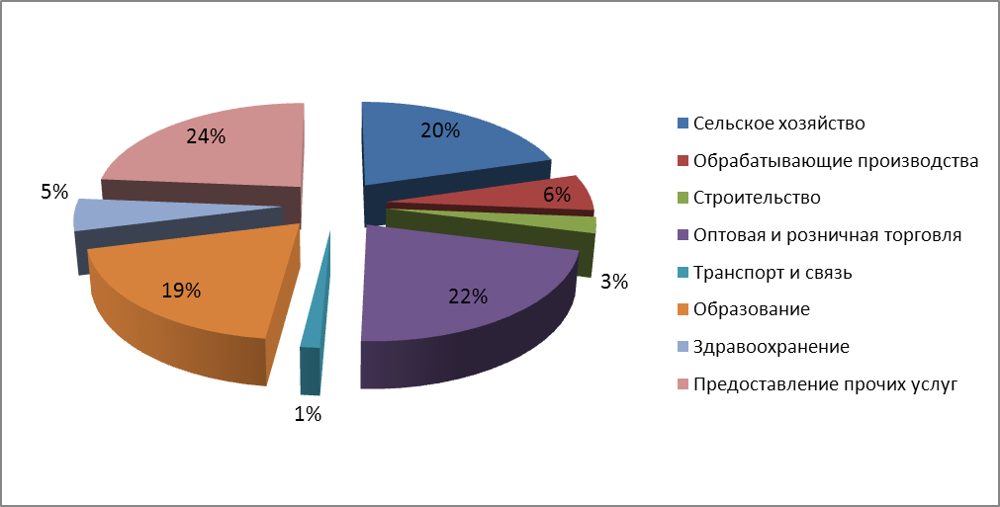 20%
6%
3%
22%
1%
19%
5%
24%
Сельское хозяйство
Обрабатывающие производства
Строительство
Оптовая и розничная торговля
Транспорт и связь
Образование
Здравоохранение
Предоставление прочих услуг